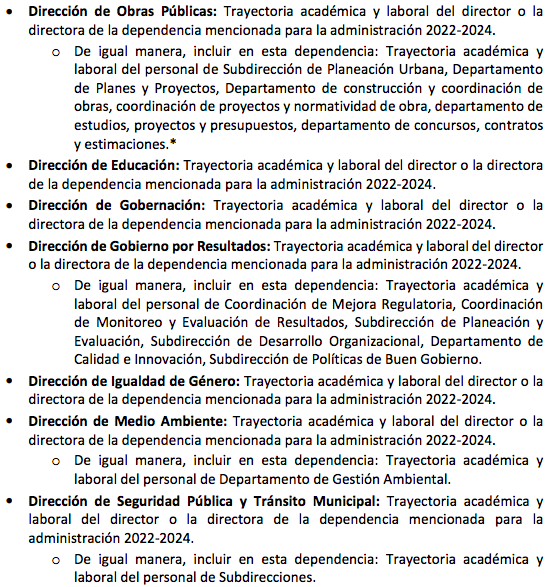 • Dirección de Obras Públicas: Trayectoria académica y laboral del director o la
directora de la dependencia mencionada para la administración 2022-2024.
o De igual manera, incluir en esta dependencia: Trayectoria académica y
laboral del personal de Subdirección de Planeación Urbana, Departamento
de Planes y Proyectos, Departamento de construcción y coordinación de
obras, coordinación de proyectos y normatividad de obra, departamento de
estudios, proyectos y presupuestos, departamento de concursos, contratos
y estimaciones.*
• Dirección de Educación: Trayectoria académica y laboral del director o la directora
de la dependencia mencionada para la administración 2022-2024.
• Dirección de Gobernación: Trayectoria académica y laboral del director o la
directora de la dependencia mencionada para la administración 2022-2024.
• Dirección de Gobierno por Resultados: Trayectoria académica y laboral del director
o la directora de la dependencia mencionada para la administración 2022-2024.
o De igual manera, incluir en esta dependencia: Trayectoria académica y
laboral del personal de Coordinación de Mejora Regulatoria, Coordinación
de Monitoreo y Evaluación de Resultados, Subdirección de Planeación y
Evaluación, Subdirección de Desarrollo Organizacional, Departamento de
Calidad e Innovación, Subdirección de Políticas de Buen Gobierno.
• Dirección de Igualdad de Género: Trayectoria académica y laboral del director o la
directora de la dependencia mencionada para la administración 2022-2024.
• Dirección de Medio Ambiente: Trayectoria académica y laboral del director o la
directora de la dependencia mencionada para la administración 2022-2024.
o De igual manera, incluir en esta dependencia: Trayectoria académica y
laboral del personal de Departamento de Gestión Ambiental.
• Dirección de Seguridad Pública y Tránsito Municipal: Trayectoria académica y
laboral del director o la directora de la dependencia mencionada para la
administración 2022-2024.
o De igual manera, incluir en esta dependencia: Trayectoria académica y
laboral del personal de Subdirecciones.